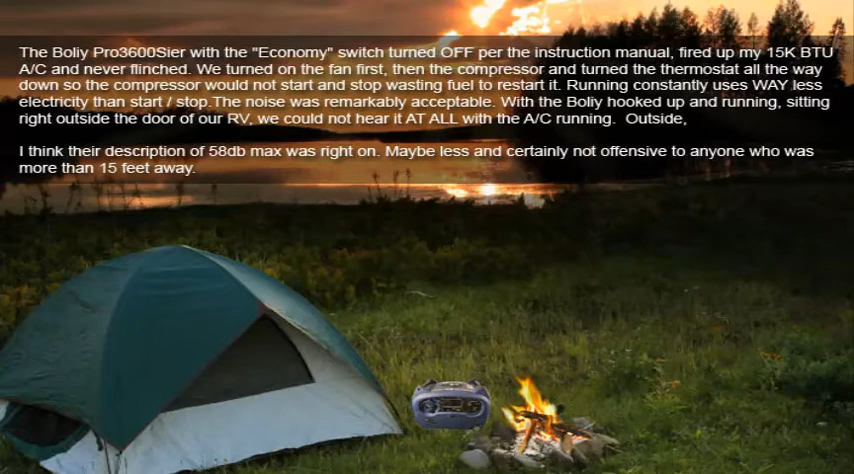 The Boliy Pro3600Sier with the "Economy" switch turned OFF per the instruction manual, fired up my 15K BTU
A/C and never flinched. We turned on the fan first, then the compressor and turned the thermostat all the way
down so the compressor would not start and stop wasting fuel to restart it. Running constantly uses WAY less
electricity than start / stop.The noise was remarkably acceptable. With the Boliy hooked up and running, sitting
right outside the door of our RV, we could not hear it AT ALL with the A/C running.  Outside,
I think their description of 58db max was right on. Maybe less and certainly not offensive to anyone who was
more than 15 feet away.